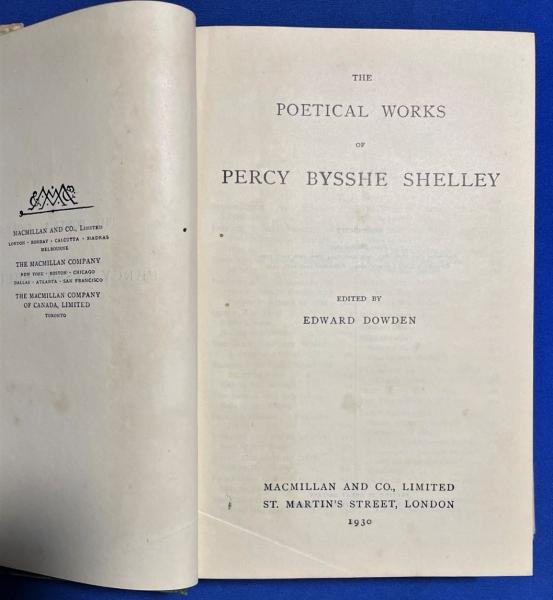 MACMILLAN AND CO., LIMITED
LONDON · BOMBAY · CALCUTTA · MADRAS
MELBOURNE
THE MACMILLAN COMPANY
NEW YORK · BOSTON · CHICAGO
DALLAS · ATLANTA · SAN FRANCISCO
THE MACMILLAN COMPANY
OF CANADA, LIMITED
TORONTO
THE
POETICAL WORKS
OF
PERCY BYSSHE SHELLEY
EDITED BY
EDWARD DOWDEN
MACMILLAN AND CO., LIMITED
ST. MARTIN'S STREET, LONDON
1930